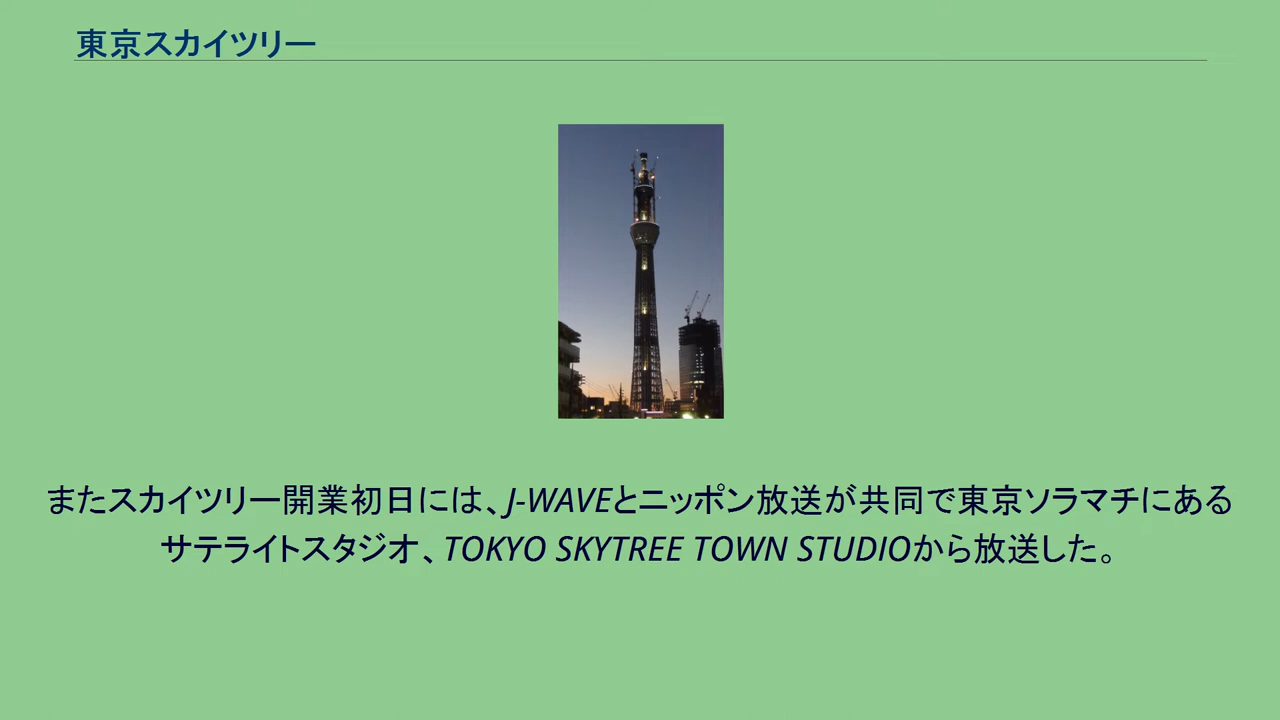 東京スカイツリー
またスカイツリー開業初日には、J-WAVEとニッポン放送が共同で東京ソラマチにある
サテライトスタジオ、TOKYO SKYTREE TOWN STUDIOから放送した。